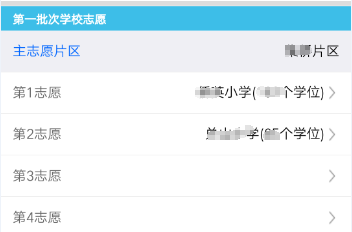 第一批次学校志愿
主志愿片区 片区
第1志愿 英小学( 个学位)
第2志愿 学( 5个学位)
第3志愿
第4志愿